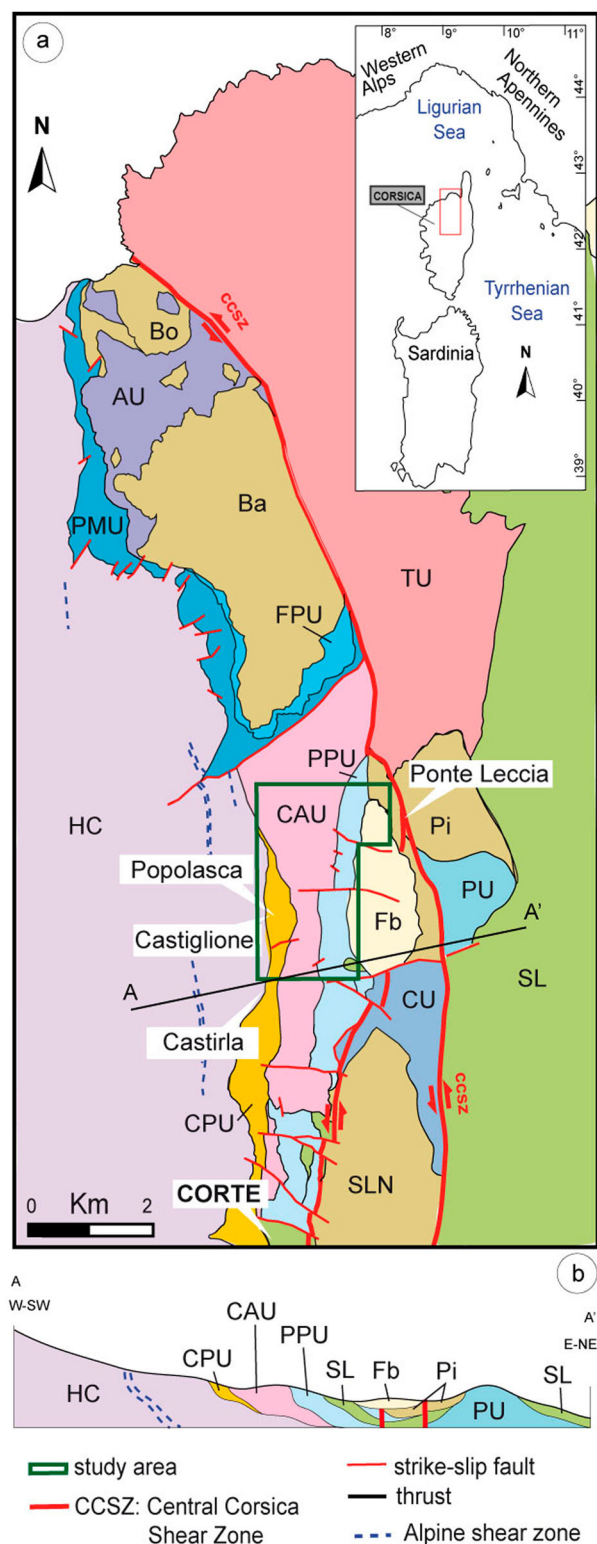 a
8° 9° 10° 11°
Western
Alps
Northern
Apennines
44°
Ligurian
Sea
43°
CORSICA
42°
Tyrrhenian
Sea
41°
Sardinia
N
40°
39°
N
CCSZ
Bo
AU
Ba
PMU
TU
FPU
PPU
Ponte Leccia
HC
CAU
Pi
Popolasca
PU
Fb
A'
Castiglione
A
SL
CU
Castirla
CCSZ
CPU
SLN
CORTE
0 Km 2
b
A
W-SW
A'
E-NE
CAU
PPU
CPU
SL
Fb
Pi
SL
HC
PU
study area
strike-slip fault
CCSZ: Central Corsica
Shear Zone
thrust
Alpine shear zone